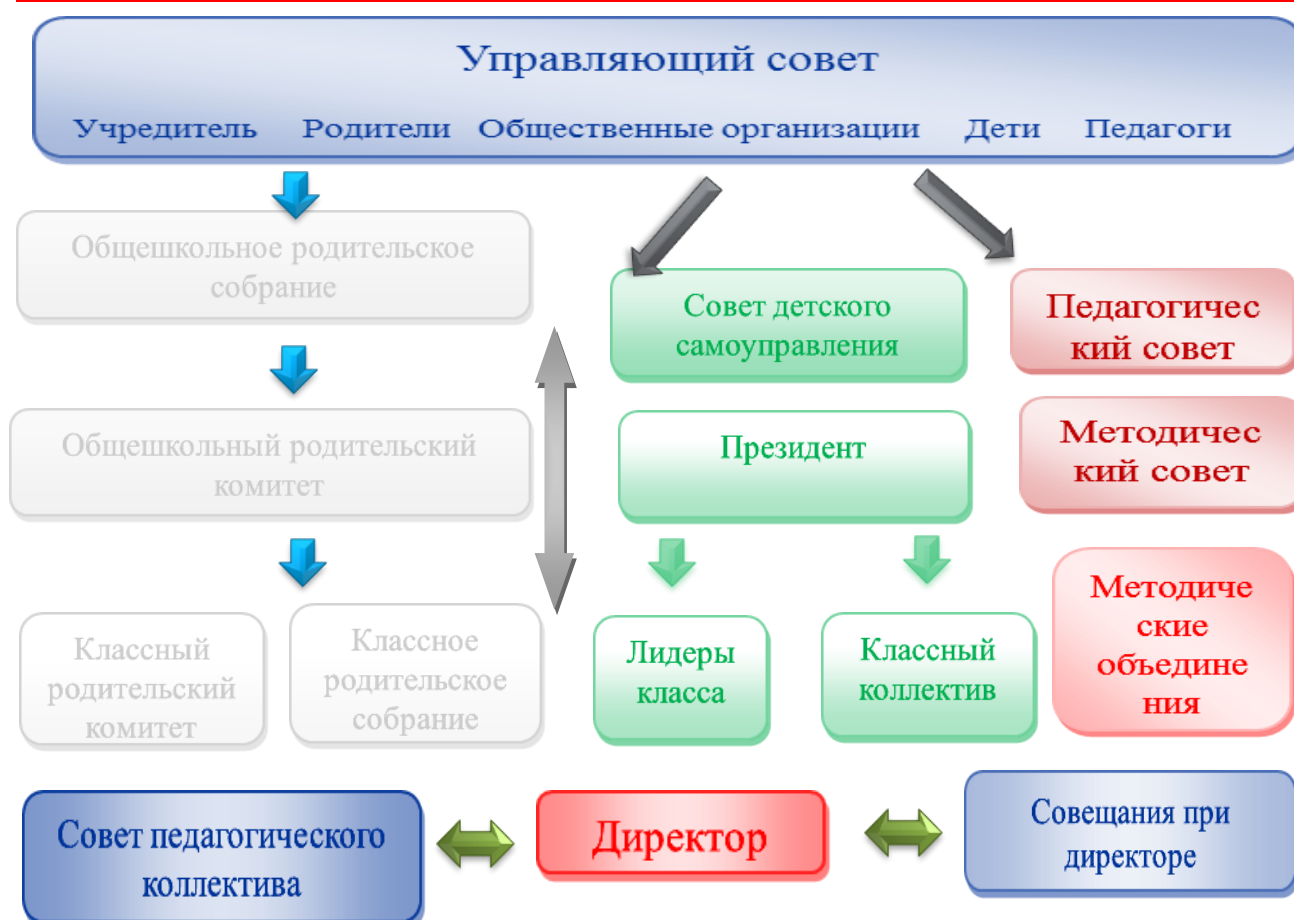 Управляющий совет
Учредитель Родители Общественные организации Дети Педагоги
Общешкольное родительское
собрание
Совет детского
самоуправления
Педагогичес
кий совет
Общешкольный родительский
комитет
Президент
Методичес
кий совет
Классный
родительский
комитет
Классное
родительское
собрание
Лидеры
класса
Классный
коллектив
Методиче
ские
объедине
ния
Совет педагогического
коллектива
Директор
Совещания при
директоре